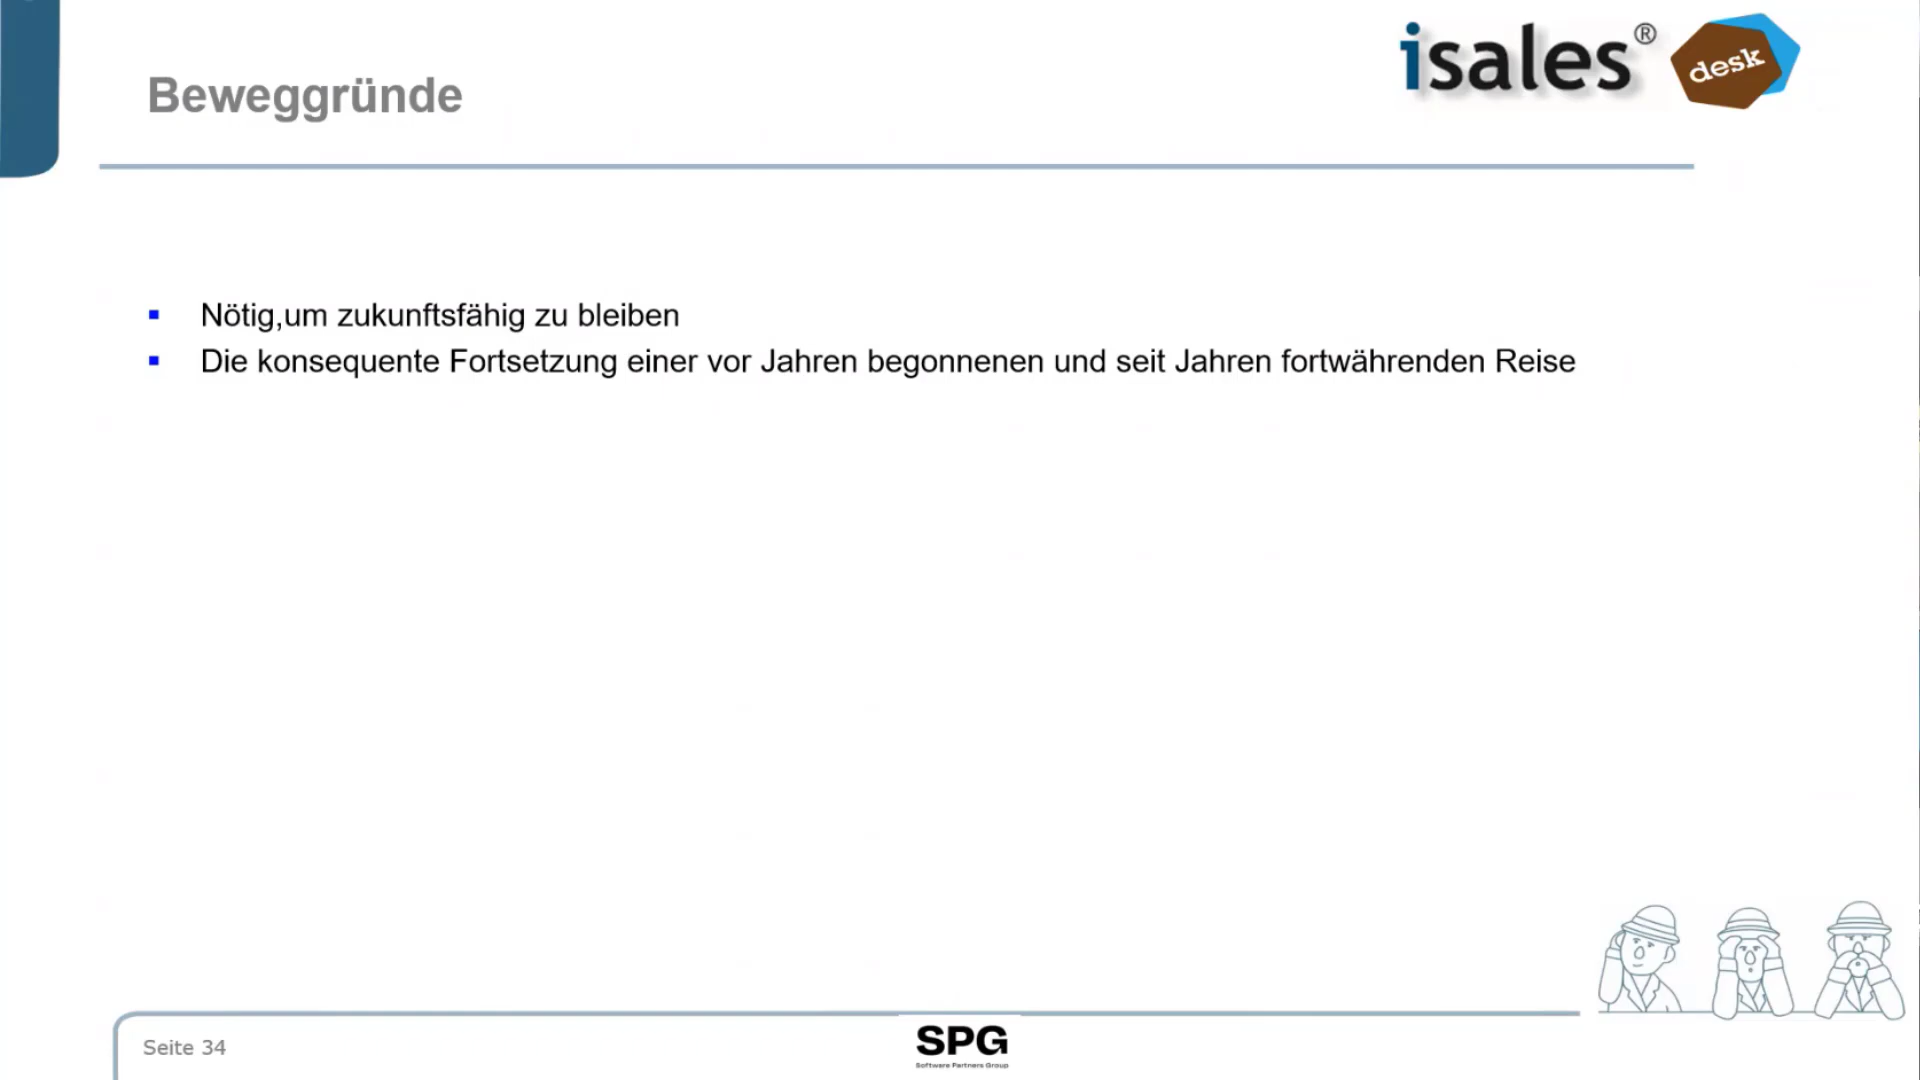 isales®
desk
Beweggründe
Nötig,um zukunftsfähig zu bleiben
Die konsequente Fortsetzung einer vor Jahren begonnenen und seit Jahren fortwährenden Reise
Seite 34
SPG
Software Partners Group